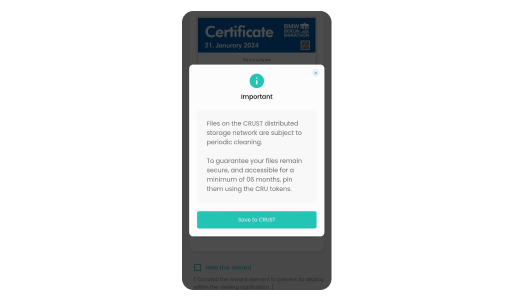 Certificate
BMW
BERLIN
MARATHON
21. Janurary 2024
Important
Files on the CRUST distributed
storage network are subject to
periodic cleaning.
To guarantee your files remain
secure, and accessible for a
minimum of 06 months, pin
them using the CRU tokens.
Save to CRUST